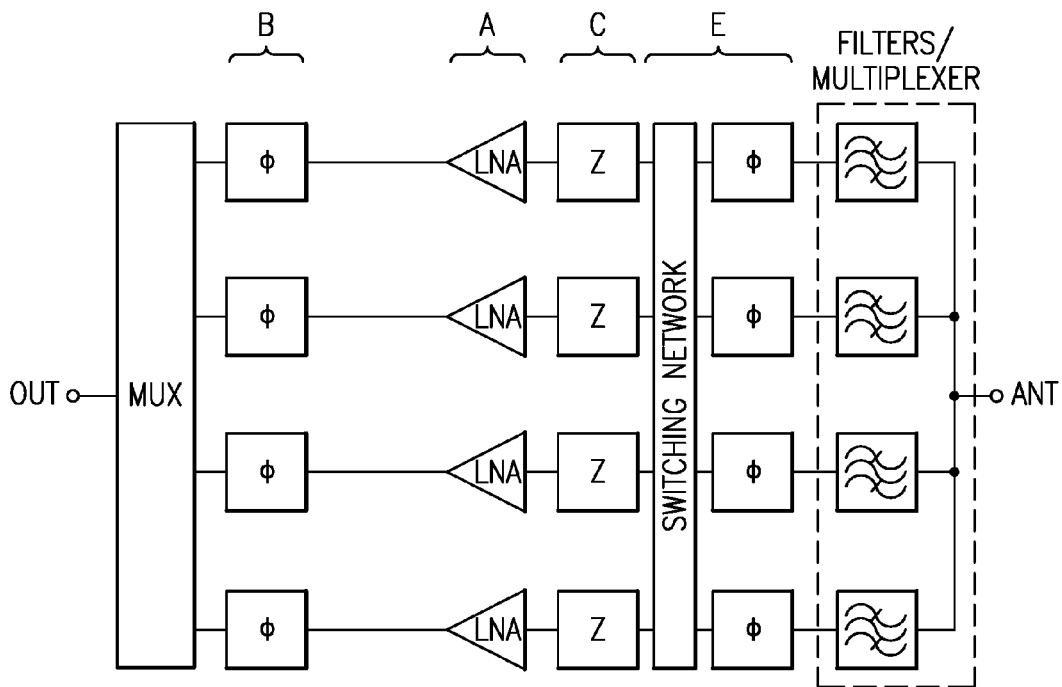 B
A
C
E
FILTERS/
MULTIPLEXER
ϕ
LNA
Z
ϕ
ϕ
LNA
Z
ϕ
OUT
MUX
SWITCHING NETWORK
ANT
ϕ
LNA
Z
ϕ
ϕ
LNA
Z
ϕ